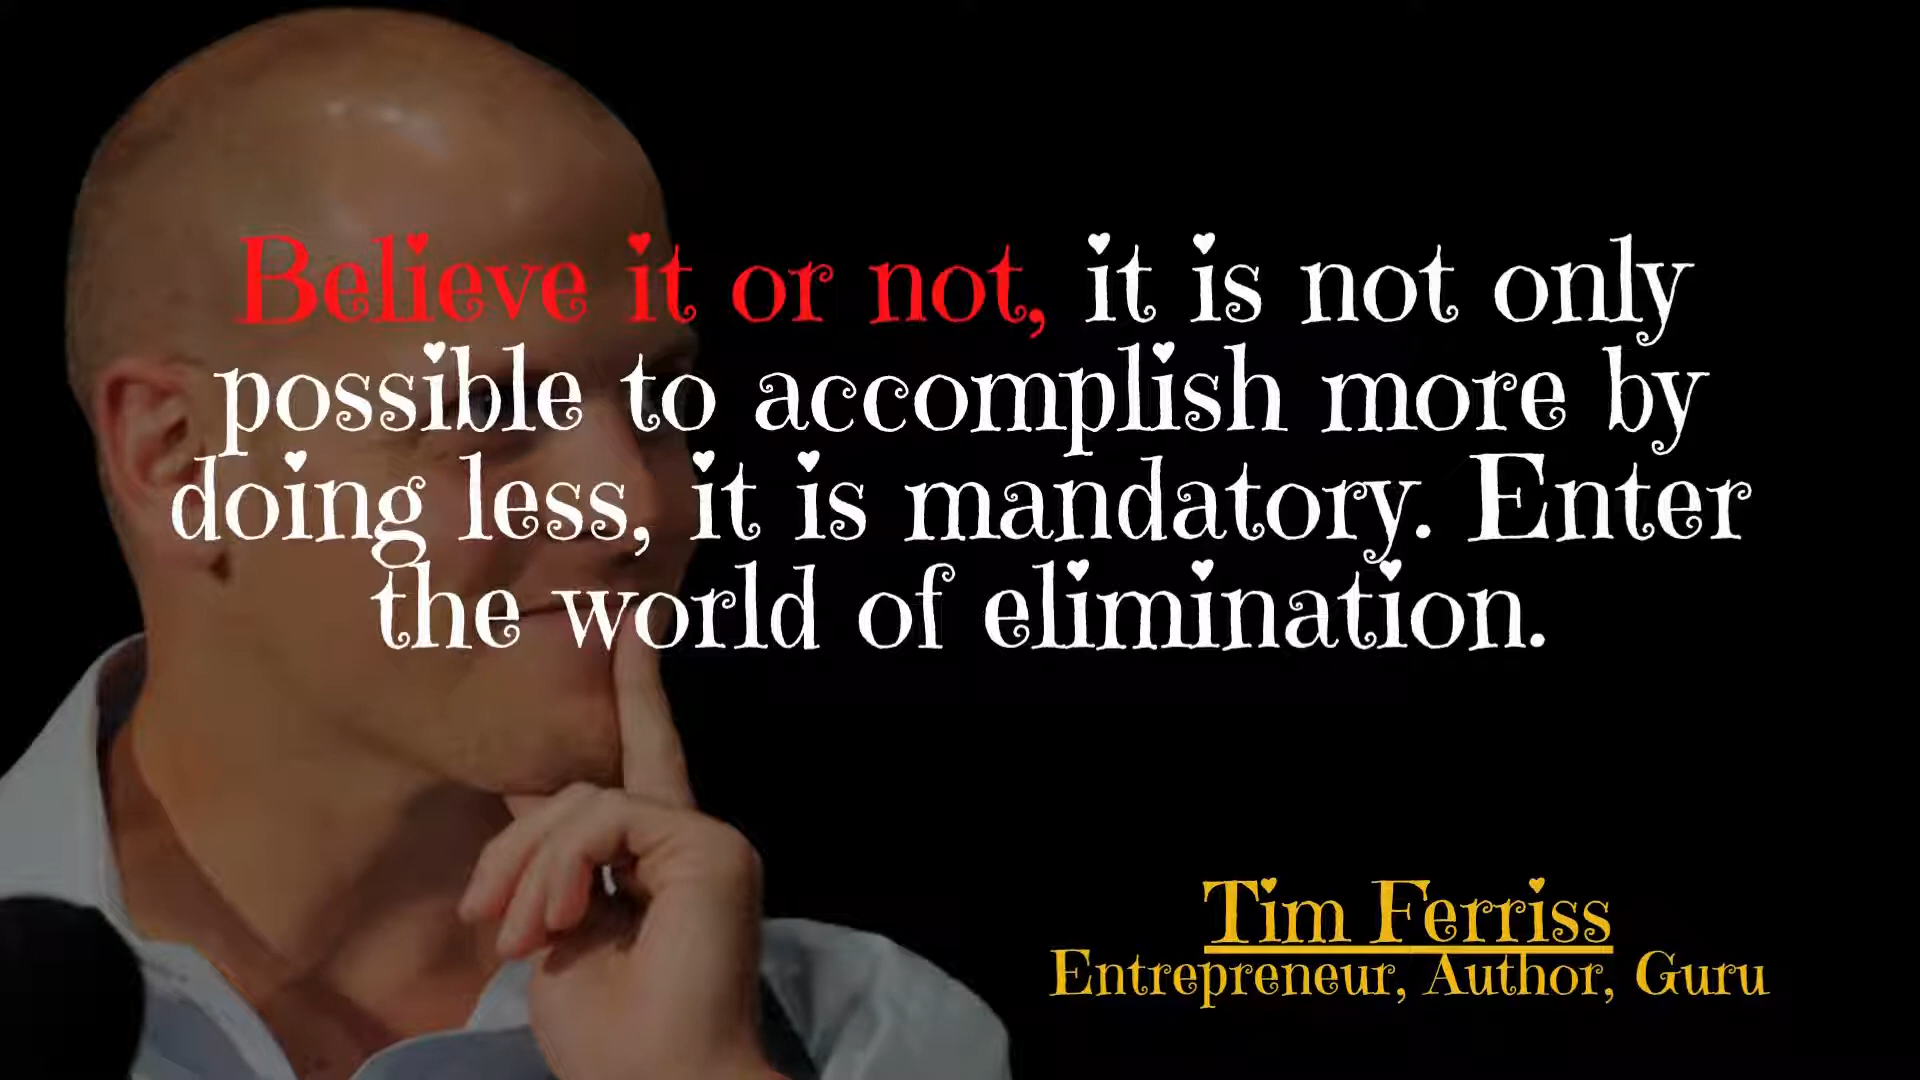 Believe it or not, it is not only
possible to accomplish more by
doing less, it is mandatory. Enter
the world of elimination.
Tim Ferriss
Entrepreneur, Author, Guru